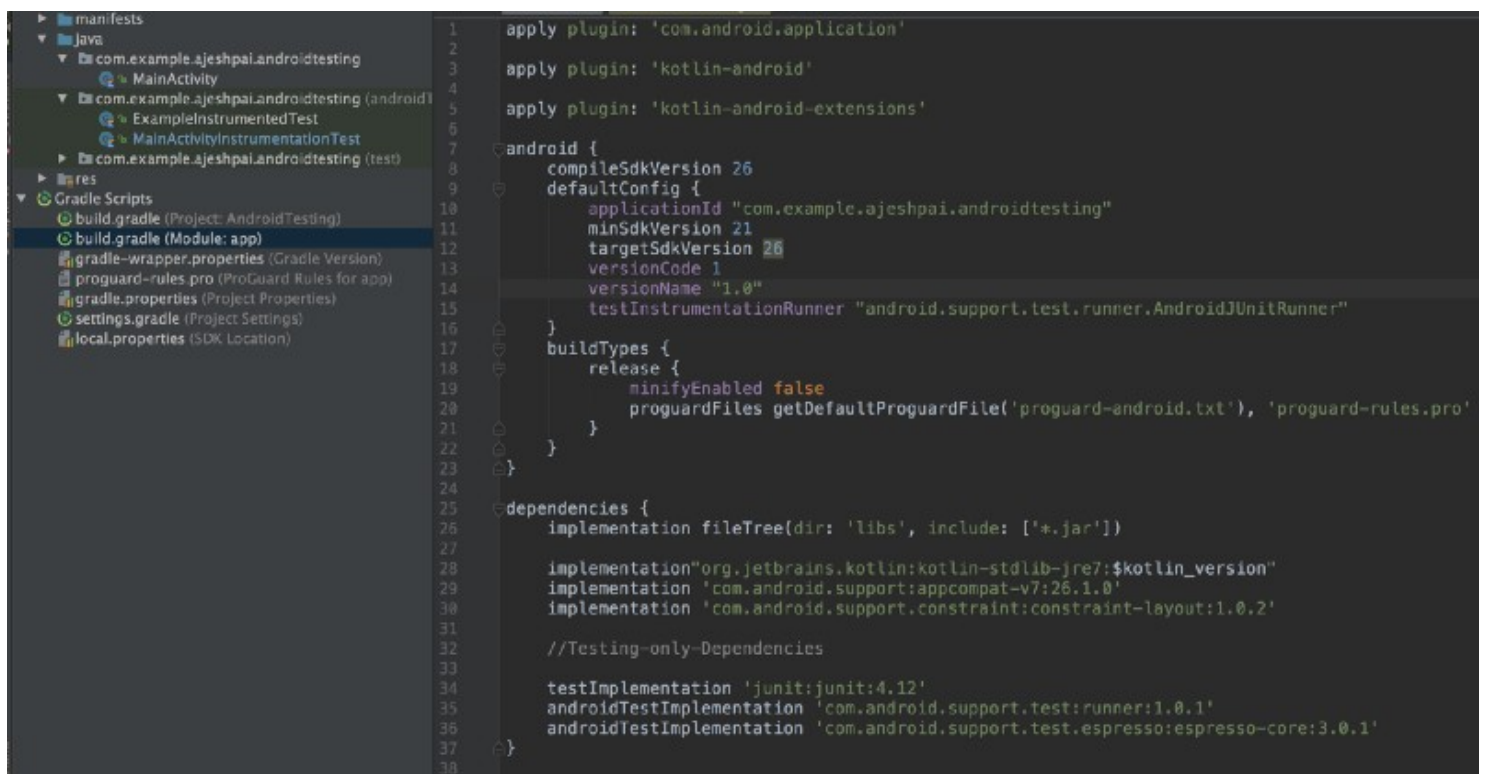 manifests
java
com.example.ajeshpai.androidtesting
MainActivity
com.example.ajeshpai.androidtesting (androidT
ExampleInstrumentedTest
MainActivityInstrumentationTest
com.example.ajeshpai.androidtesting (test)
res
Gradle Scripts
build.gradle (Project: AndroidTesting)
build.gradle (Module: app)
gradle-wrapper.properties (Gradle Version)
proguard-rules.pro (ProGuard Rules for app)
gradle.properties (Project Properties)
settings.gradle (Project Settings)
local.properties (SDK Location)
1 apply plugin: 'com.android.application'
2
3 apply plugin: 'kotlin-android'
4
5 apply plugin: 'kotlin-android-extensions'
6
7 android {
8 compileSdkVersion 26
9 defaultConfig {
10 applicationId "com.example.ajeshpai.androidtesting"
11 minSdkVersion 21
12 targetSdkVersion 26
13 versionCode 1
14 versionName "1.0"
15 testInstrumentationRunner "android.support.test.runner.AndroidJUnitRunner"
16 }
17 buildTypes {
18 release {
19 minifyEnabled false
20 proguardFiles getDefaultProguardFile('proguard-android.txt'), 'proguard-rules.pro'
21 }
22 }
23 }
24
25 dependencies {
26 implementation fileTree(dir: 'libs', include: ['*.jar'])
27
28 implementation"org.jetbrains.kotlin:kotlin-stdlib-jre7:$kotlin_version"
29 implementation 'com.android.support:appcompat-v7:26.1.0'
30 implementation 'com.android.support.constraint:constraint-layout:1.0.2'
31
32 //Testing-only-Dependencies
33
34 testImplementation 'junit:junit:4.12'
35 androidTestImplementation 'com.android.support.test:runner:1.0.1'
36 androidTestImplementation 'com.android.support.test.espresso:espresso-core:3.0.1'
37 }
38